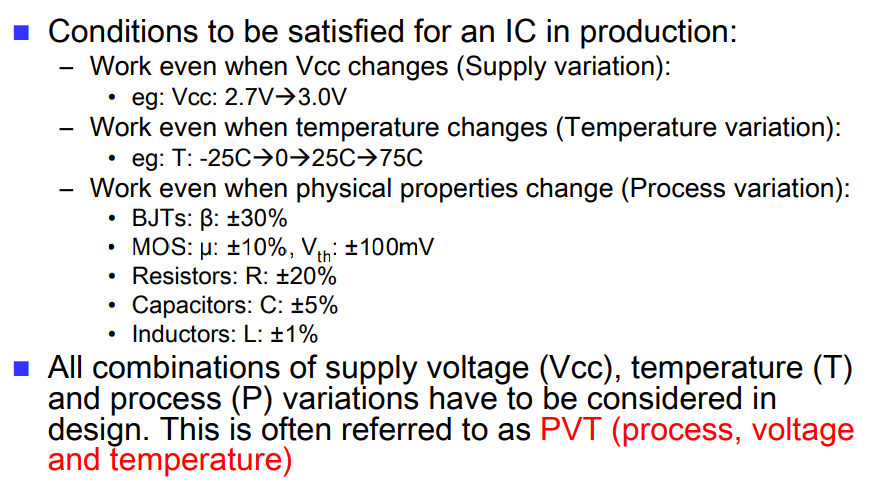 ■ Conditions to be satisfied for an IC in production:
– Work even when Vcc changes (Supply variation):
• eg: Vcc: 2.7V→3.0V
– Work even when temperature changes (Temperature variation):
• eg: T: -25C→0→25C→75C
– Work even when physical properties change (Process variation):
• BJTs: β: ±30%
• MOS: μ: ±10%, Vth: ±100mV
• Resistors: R: ±20%
• Capacitors: C: ±5%
• Inductors: L: ±1%
■ All combinations of supply voltage (Vcc), temperature (T)
and process (P) variations have to be considered in
design. This is often referred to as PVT (process, voltage
and temperature)